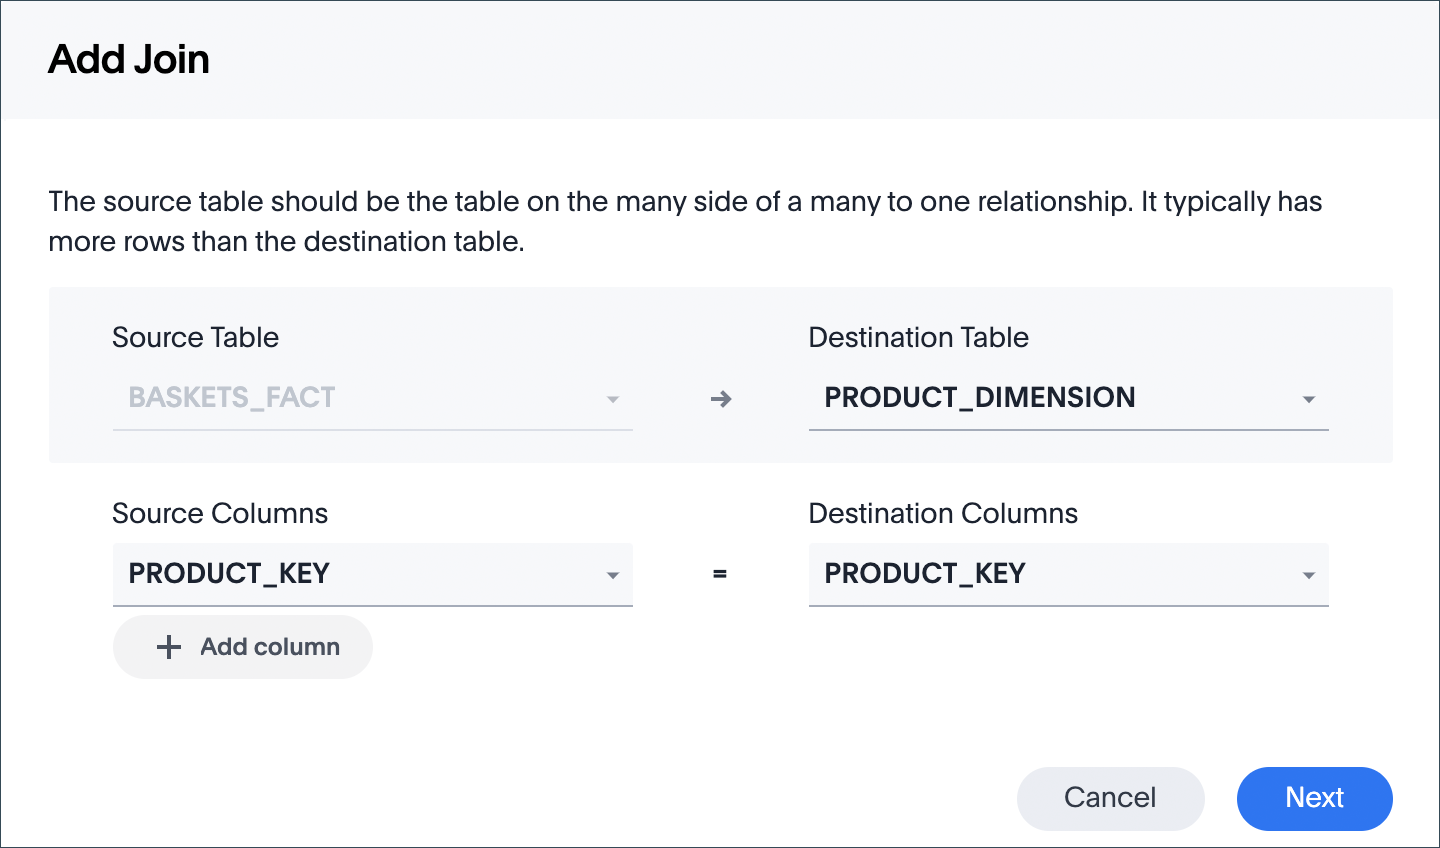 Add Join
The source table should be the table on the many side of a many to one relationship. It typically has
more rows than the destination table.
Source Table
Destination Table
BASKETS_FACT
→
PRODUCT_DIMENSION
Source Columns
Destination Columns
PRODUCT_KEY
=
PRODUCT_KEY
+ Add column
Cancel
Next